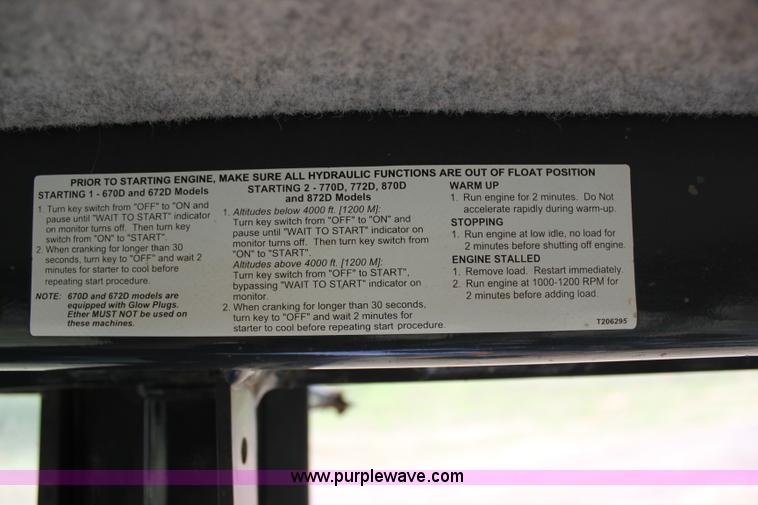 PRIOR TO STARTING ENGINE, MAKE SURE ALL HYDRAULIC FUNCTIONS ARE OUT OF FLOAT POSITION
STARTING 1 - 670D and 672D Models
1. Turn key switch from "OFF" to "ON and
pause until "WAIT TO START" indicator
on monitor turns off. Then turn key
switch from "ON" to "START".
2. When cranking for longer than 30
seconds, turn key to "OFF" and wait 2
minutes for starter to cool before
repeating start procedure.
NOTE: 670D and 672D models are
equipped with Glow Plugs.
Ether MUST NOT be used on
these machines.
STARTING 2 - 770D, 772D, 870D
and 872D Models
1. Altitudes below 4000 ft. [1200 M]:
Turn key switch from "OFF" to "ON" and
pause until "WAIT TO START" indicator on
monitor turns off. Then turn key switch from
"ON" to "START".
Altitudes above 4000 ft. [1200 M]:
Turn key switch from "OFF" to START",
bypassing "WAIT TO START" indicator on
monitor.
2. When cranking for longer than 30 seconds,
turn key to "OFF" and wait 2 minutes for
starter to cool before repeating start procedure.
WARM UP
1. Run engine for 2 minutes. Do Not
accelerate rapidly during warm-up.
STOPPING
1. Run engine at low idle, no load for
2 minutes before shutting off engine.
ENGINE STALLED
1. Remove load. Restart immediately.
2. Run engine at 1000-1200 RPM for
2 minutes before adding load.
T206295
www.purplewave.com